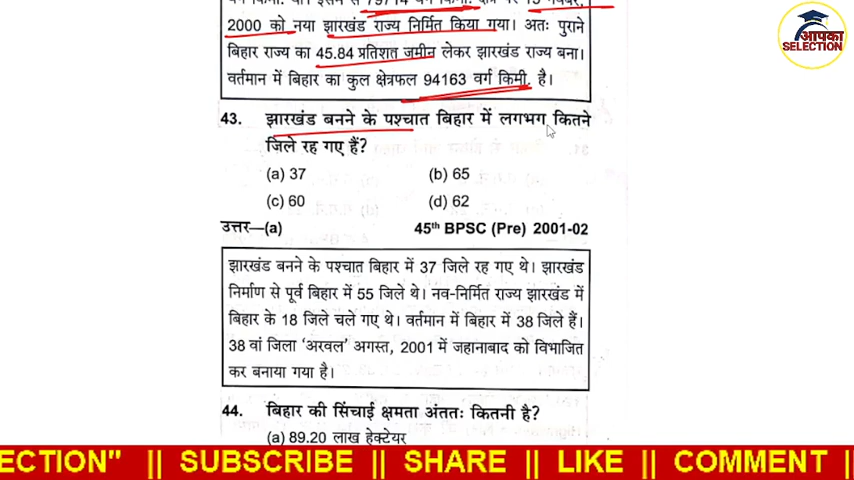 2000 को नया झारखंड राज्य निर्मित किया गया। अतः पुराने
बिहार राज्य का 45.84 प्रतिशत जमीन लेकर झारखंड राज्य बना।
वर्तमान में बिहार का कुल क्षेत्रफल 94163 वर्ग किमी. है।
आपका
SELECTION
43. झारखंड बनने के पश्चात बिहार में लगभग कितने
जिले रह गए हैं?
(a) 37 (b) 65
(c) 60 (d) 62
उत्तर—(a) 45th BPSC (Pre) 2001-02
झारखंड बनने के पश्चात बिहार में 37 जिले रह गए थे। झारखंड
निर्माण से पूर्व बिहार में 55 जिले थे। नव-निर्मित राज्य झारखंड में
बिहार के 18 जिले चले गए थे। वर्तमान में बिहार में 38 जिले हैं।
38 वां जिला ‘अरवल’ अगस्त, 2001 में जहानाबाद को विभाजित
कर बनाया गया है।
44. बिहार की सिंचाई क्षमता अंततः कितनी है?
(a) 89.20 लाख हेक्टेयर
ECTION" || SUBSCRIBE || SHARE || LIKE || COMMENT ||